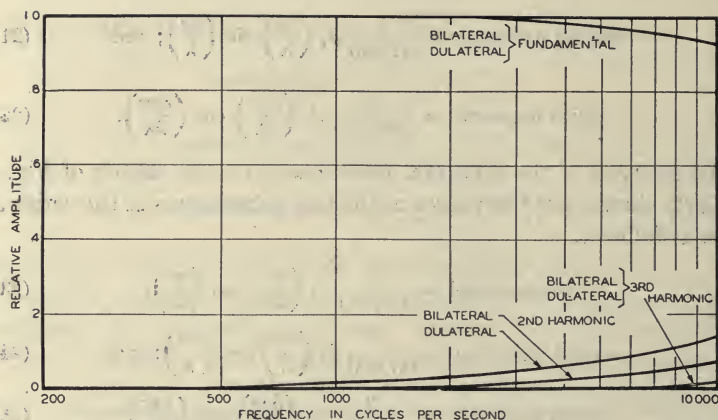 1.0
.8
.6
.4
.2
.0
RELATIVE AMPLITUDE
BILATERAL
DULATERAL
FUNDAMENTAL
BILATERAL
DULATERAL
3RD
HARMONIC
BILATERAL
DULATERAL
2ND HARMONIC
200
500
1000
2000
10000
FREQUENCY IN CYCLES PER SECOND